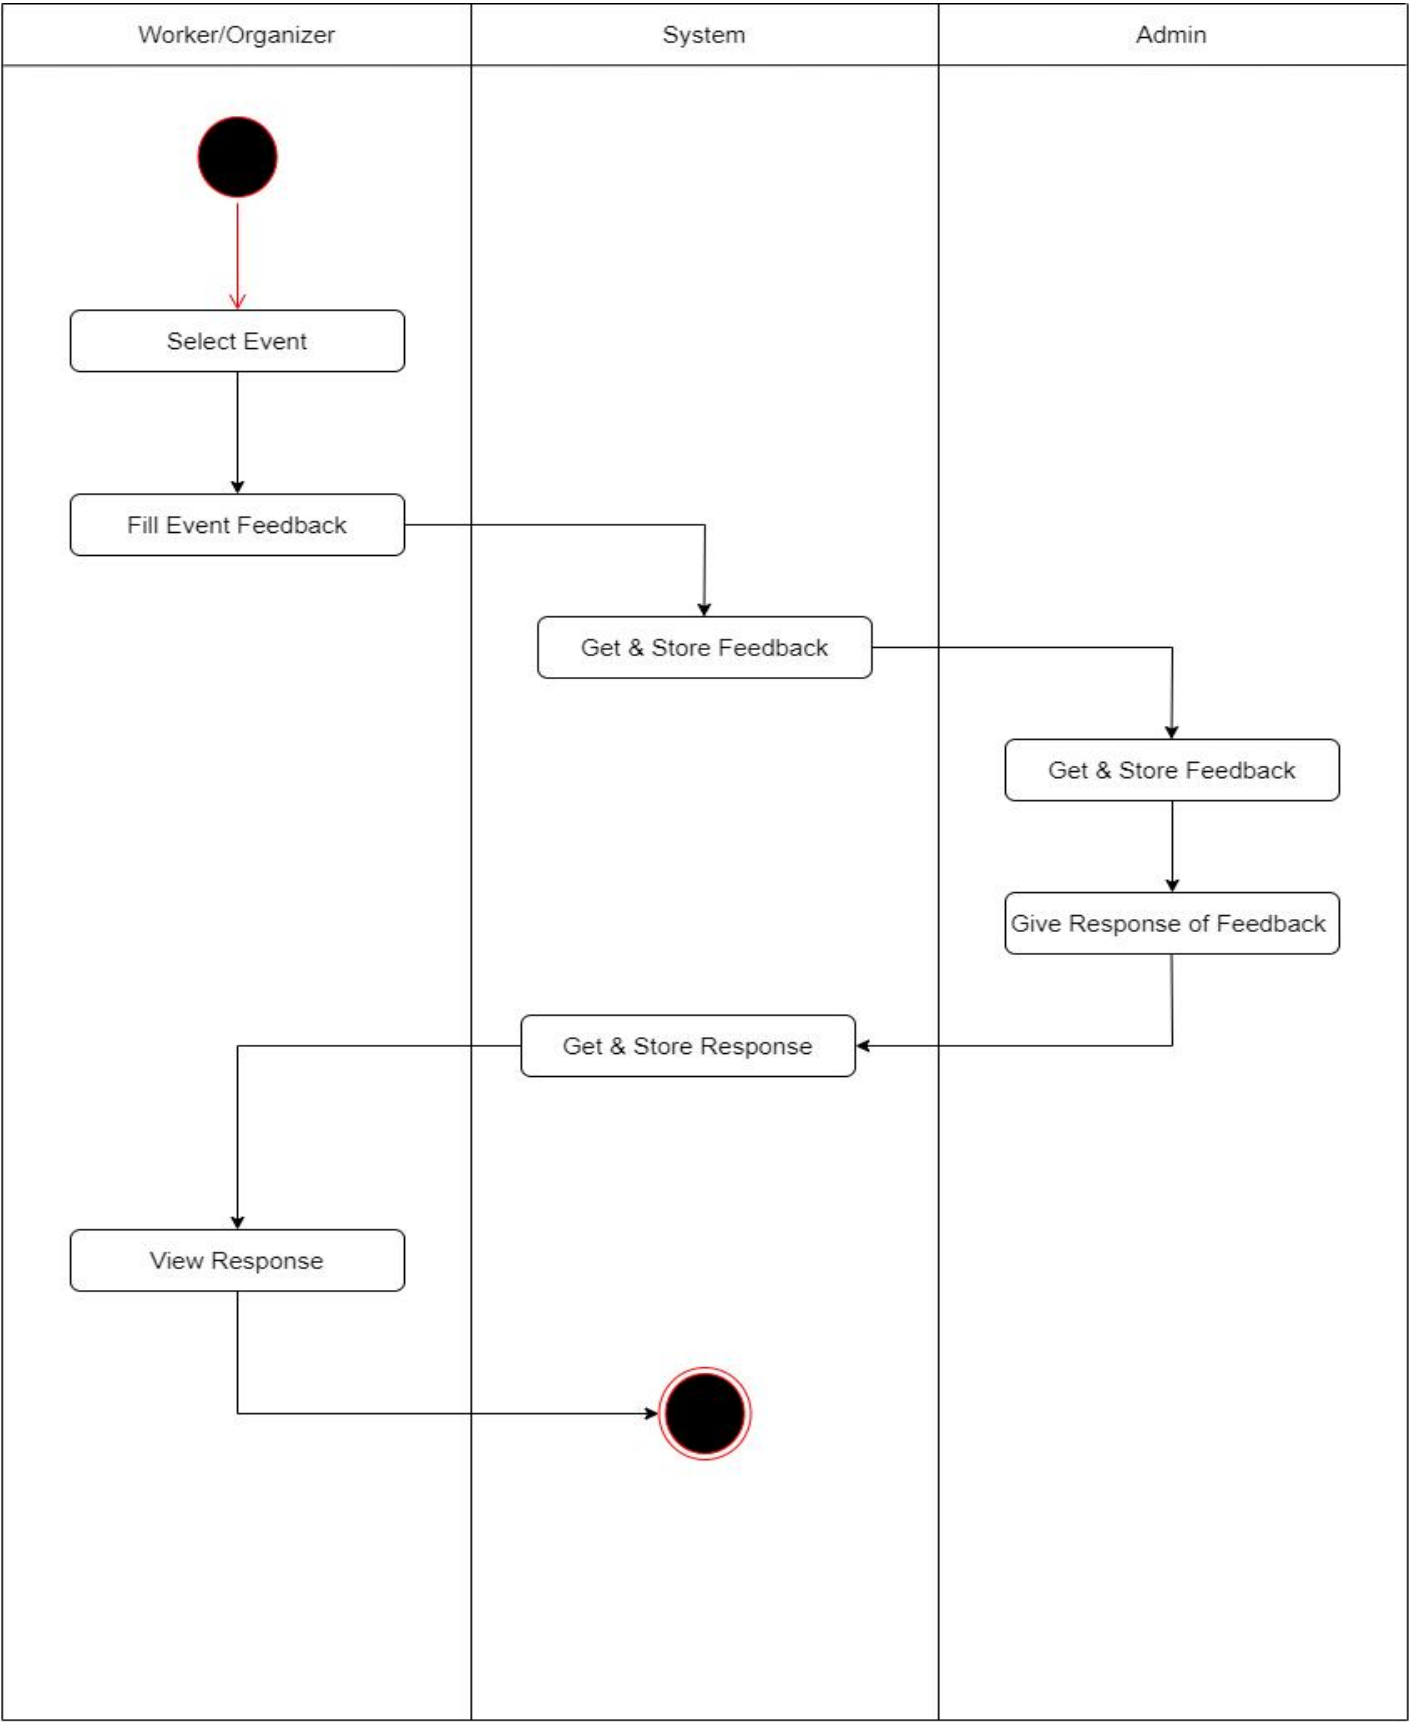 Worker/Organizer
System
Admin
Select Event
Fill Event Feedback
Get & Store Feedback
Get & Store Feedback
Give Response of Feedback
Get & Store Response
View Response